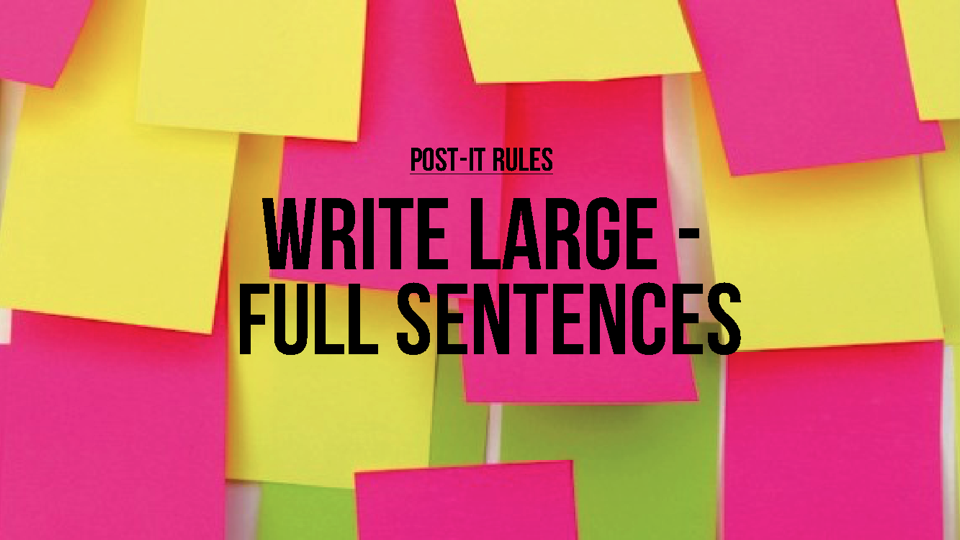 POST-IT RULES
WRITE LARGE -
FULL SENTENCES